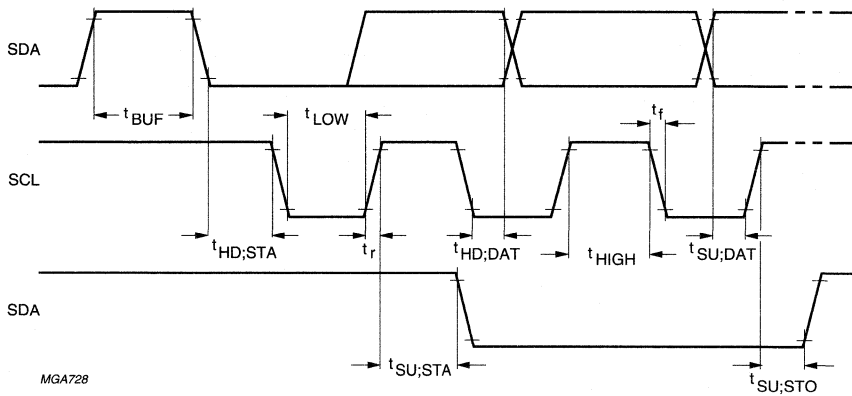 SDA
t BUF
t LOW
t f
SCL
t HD;STA
t r
t HD;DAT
t HIGH
t SU;DAT
SDA
t SU;STA
t SU;STO
MGA728